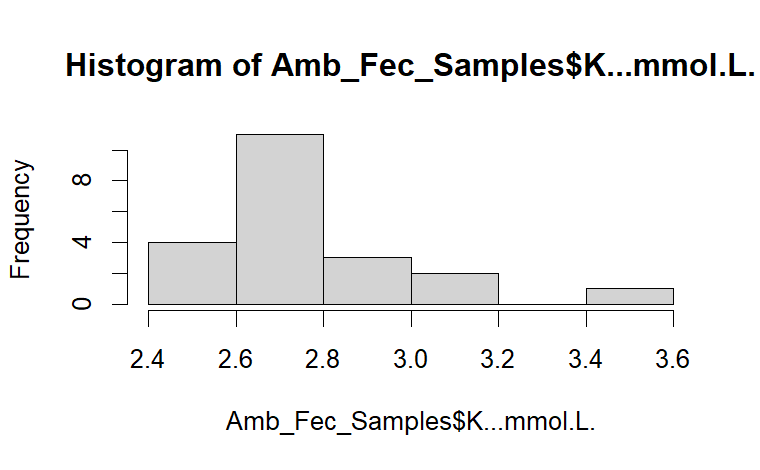 Histogram of Amb_Fec_Samples$K...mmol.L.
Frequency
8
4
0
2.4 2.6 2.8 3.0 3.2 3.4 3.6
Amb_Fec_Samples$K...mmol.L.